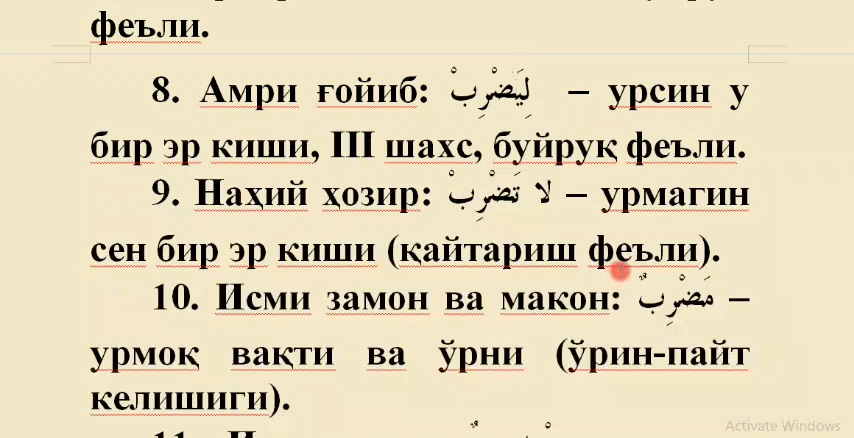 феъли.
8. Амри ғойиб: لِيَضْرِبْ – урсин у
бир эр киши, III шахс, буйруқ феъли.
9. Наҳий ҳозир: لا تَضْرِبْ – урмагин
сен бир эр киши (қайтариш феъли).
10. Исми замон ва макон: مَضْرِبٌ –
урмоқ вақти ва ўрни (ўрин-пайт
келишиги).
Activate Windows